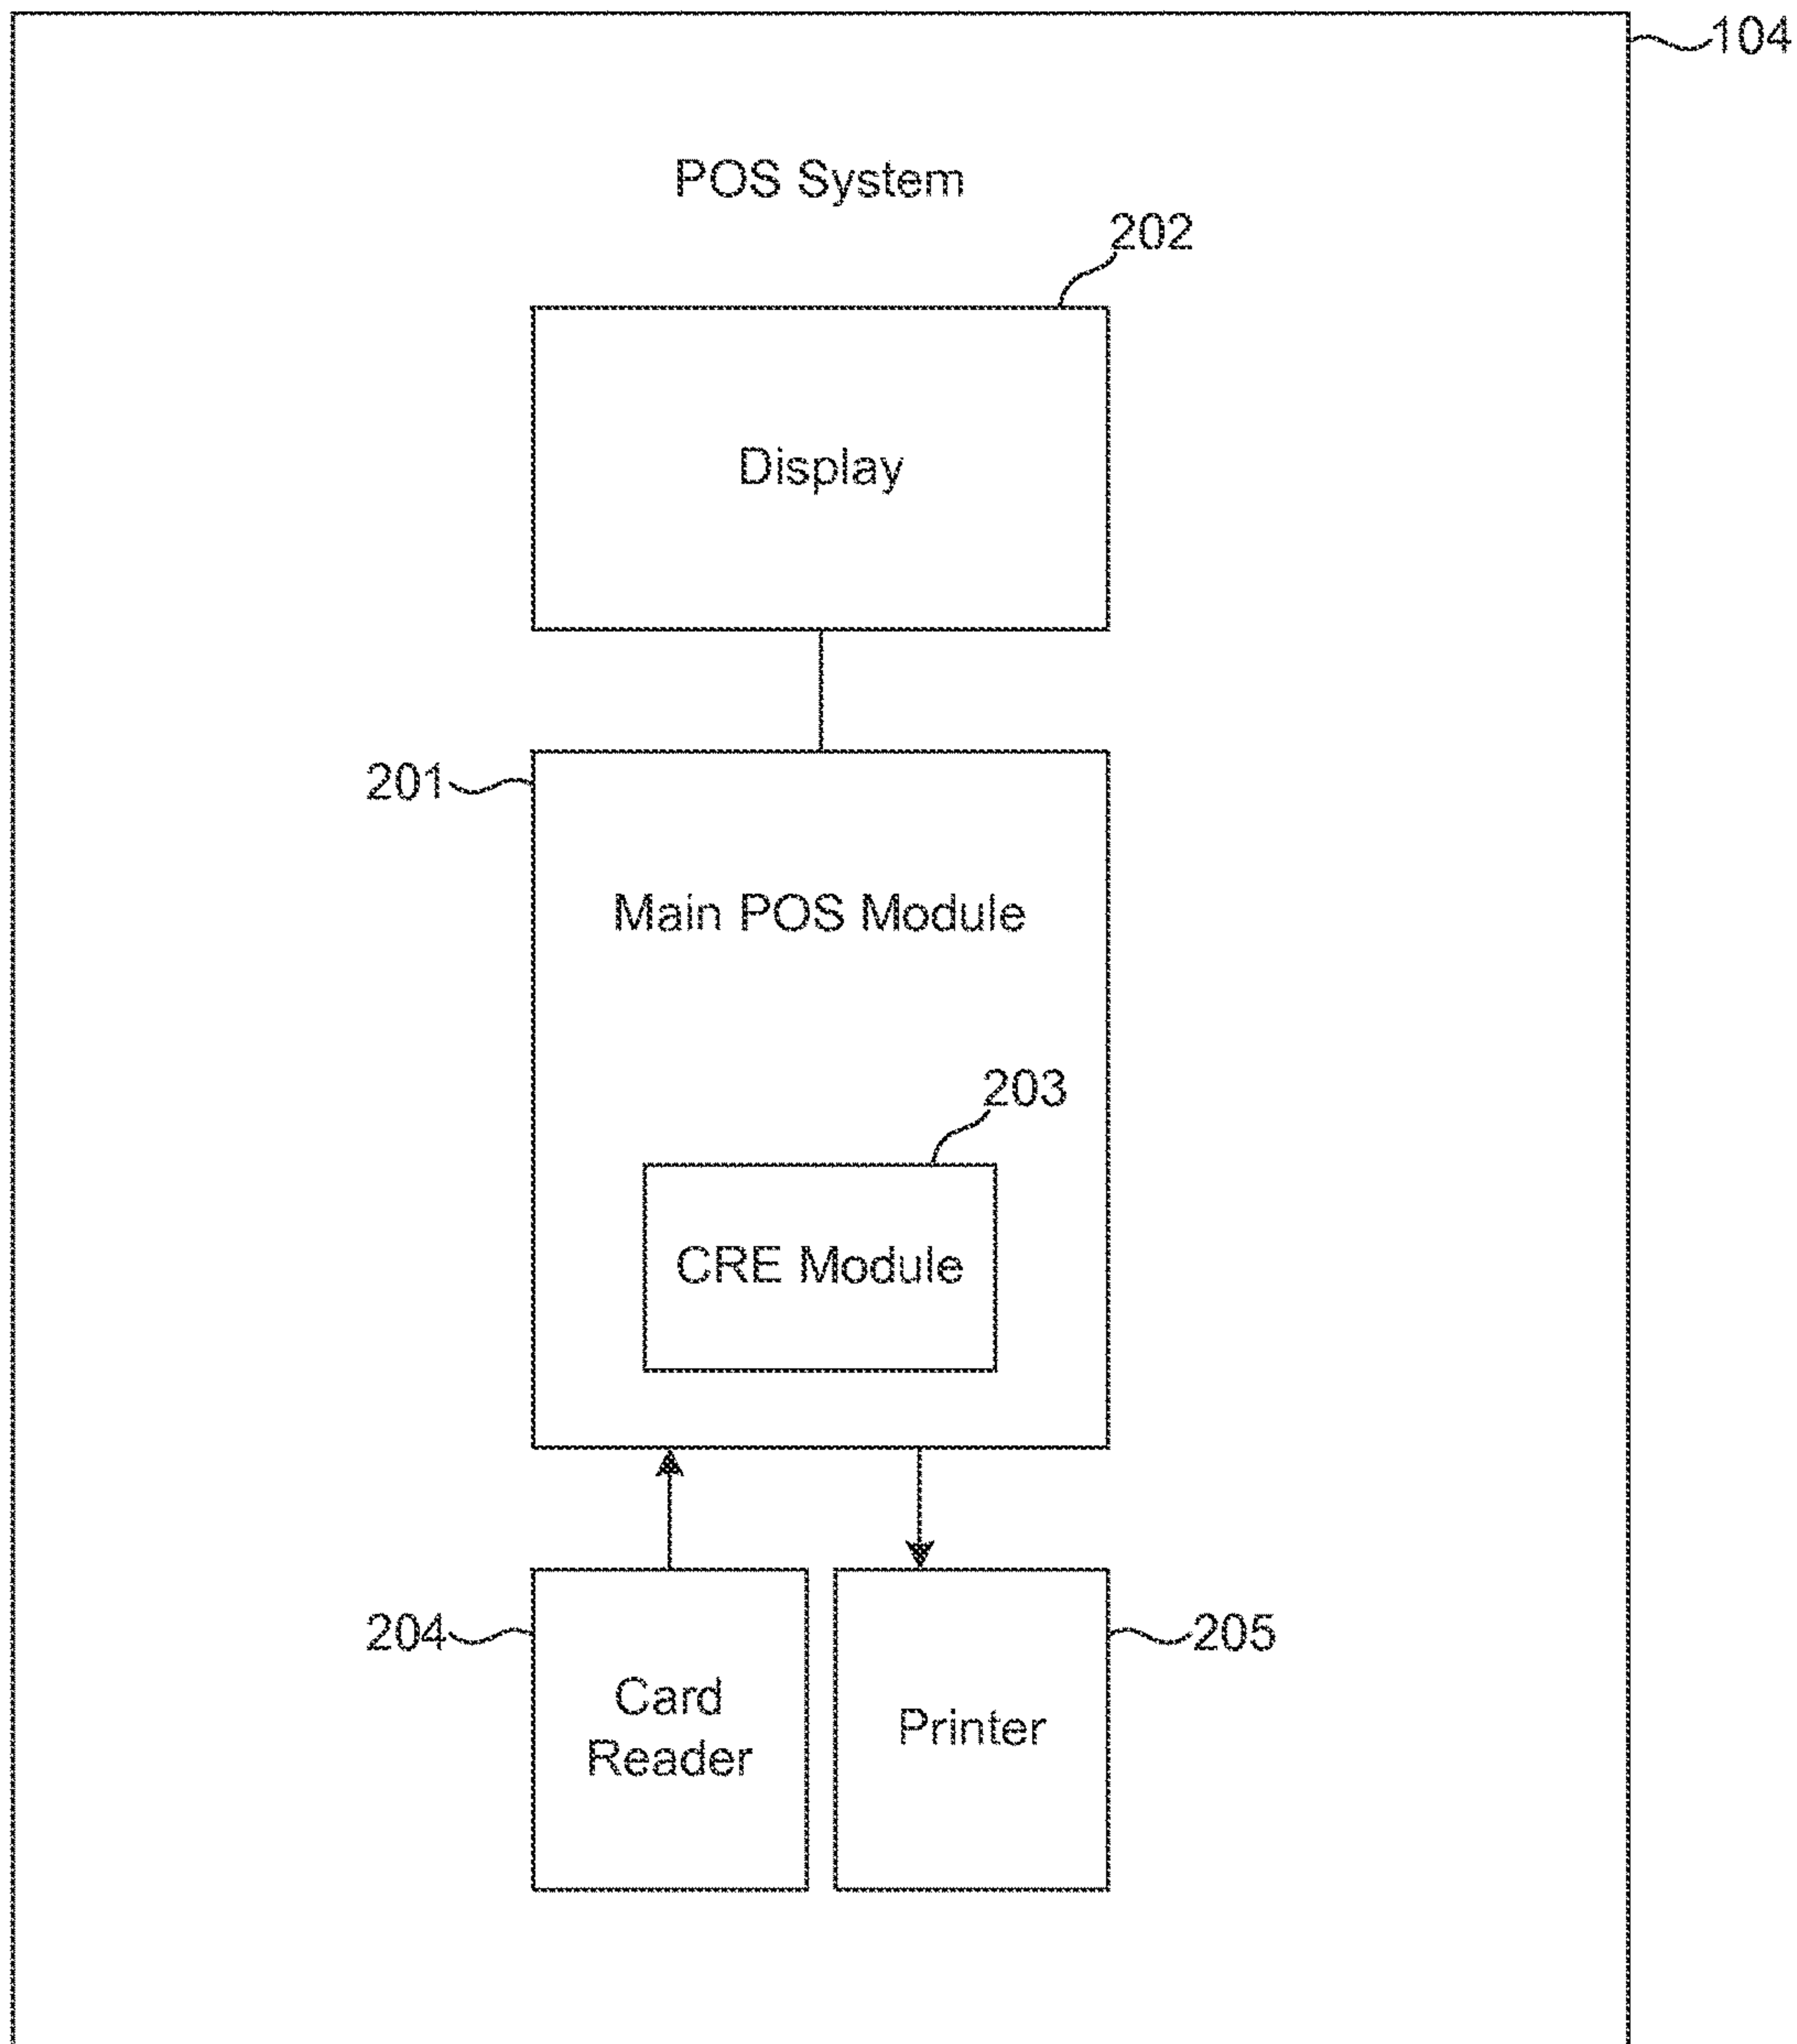 104
POS System
202
Display
201
Main POS Module
203
CRE Module
204
205
Card
Reader
Printer